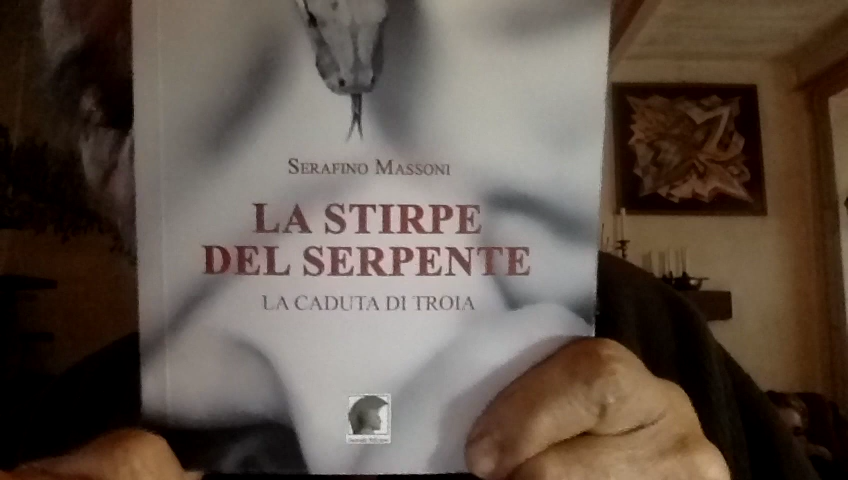 SERAFINO MASSONI
LA STIRPE
DEL SERPENTE
LA CADUTA DI TROIA